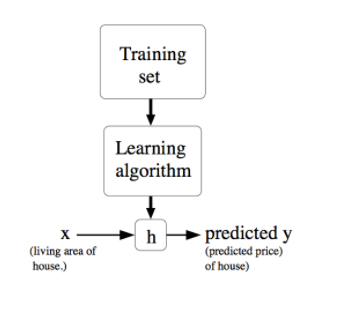 Training
set
Learning
algorithm
x
h
predicted y
(living area of
house.)
(predicted price)
of house)